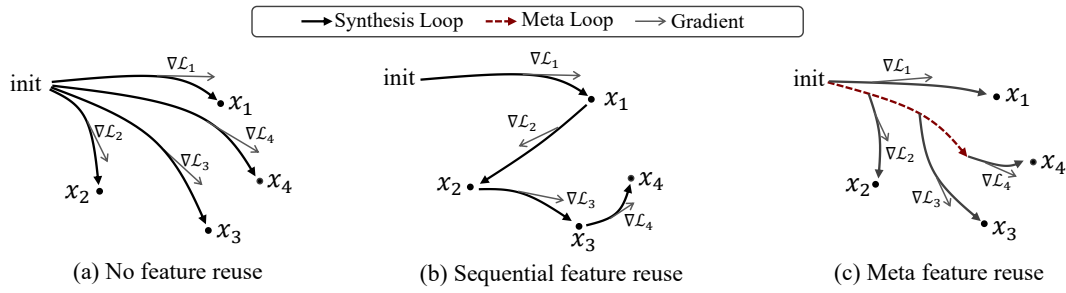 Synthesis Loop Meta Loop Gradient
init ∇ℒ₁ x₁ ∇ℒ₂ ∇ℒ₄ ∇ℒ₃ x₂ x₄ x₃
(a) No feature reuse
init ∇ℒ₁ x₁ ∇ℒ₂ x₂ ∇ℒ₃ x₄ ∇ℒ₄ x₃
(b) Sequential feature reuse
init ∇ℒ₁ x₁ ∇ℒ₂ x₄ ∇ℒ₄ x₂ ∇ℒ₃ x₃
(c) Meta feature reuse